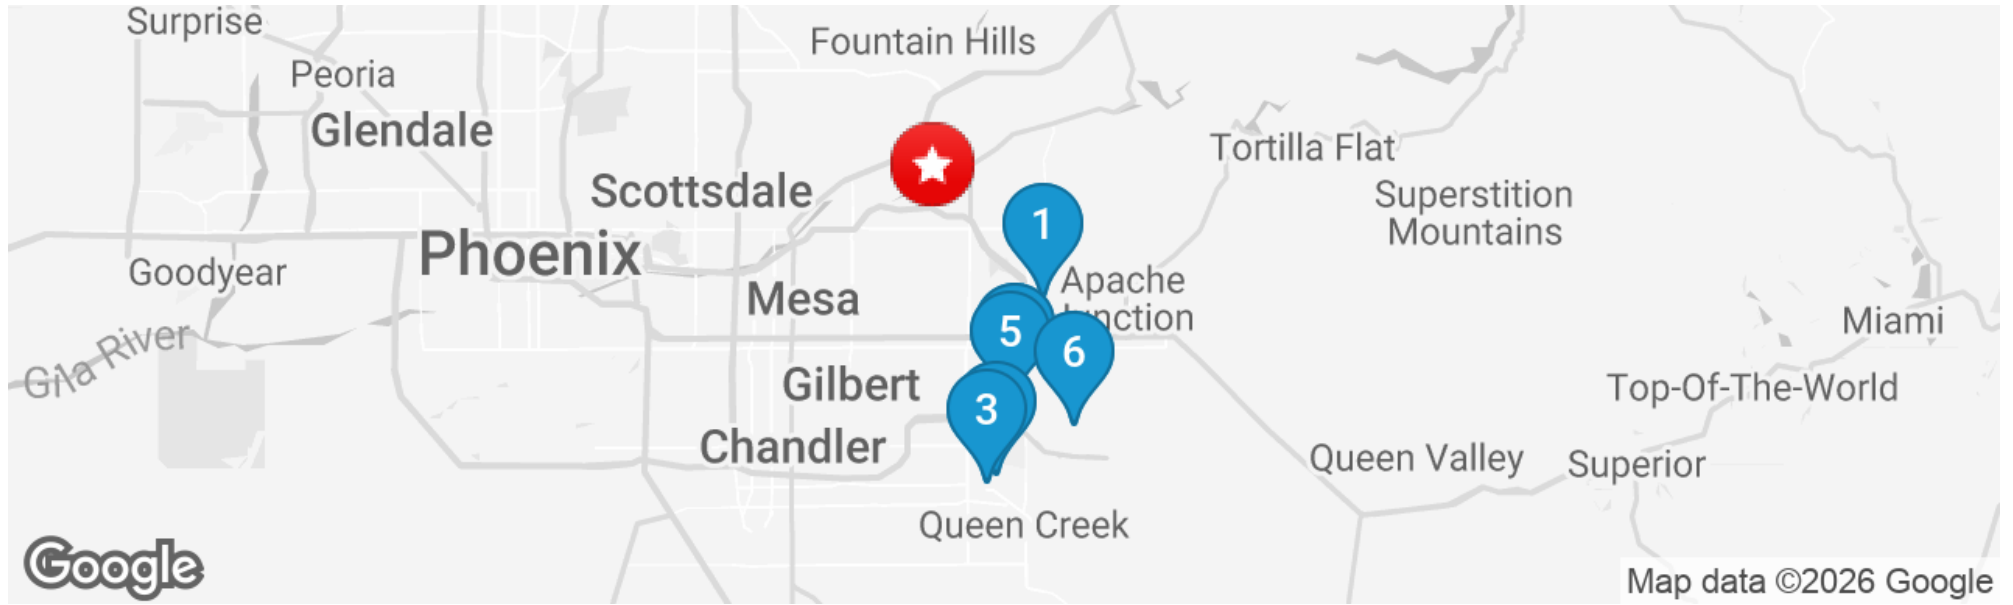 Surprise
Fountain Hills
Peoria
Glendale
Tortilla Flat
Scottsdale
Superstition
Mountains
1
Phoenix
Goodyear
Apache
Mesa
Miami
5
6
Gila River
Gilbert
Top-Of-The-World
3
Chandler
Queen Valley
Superior
Queen Creek
Google
Map data ©2026 Google